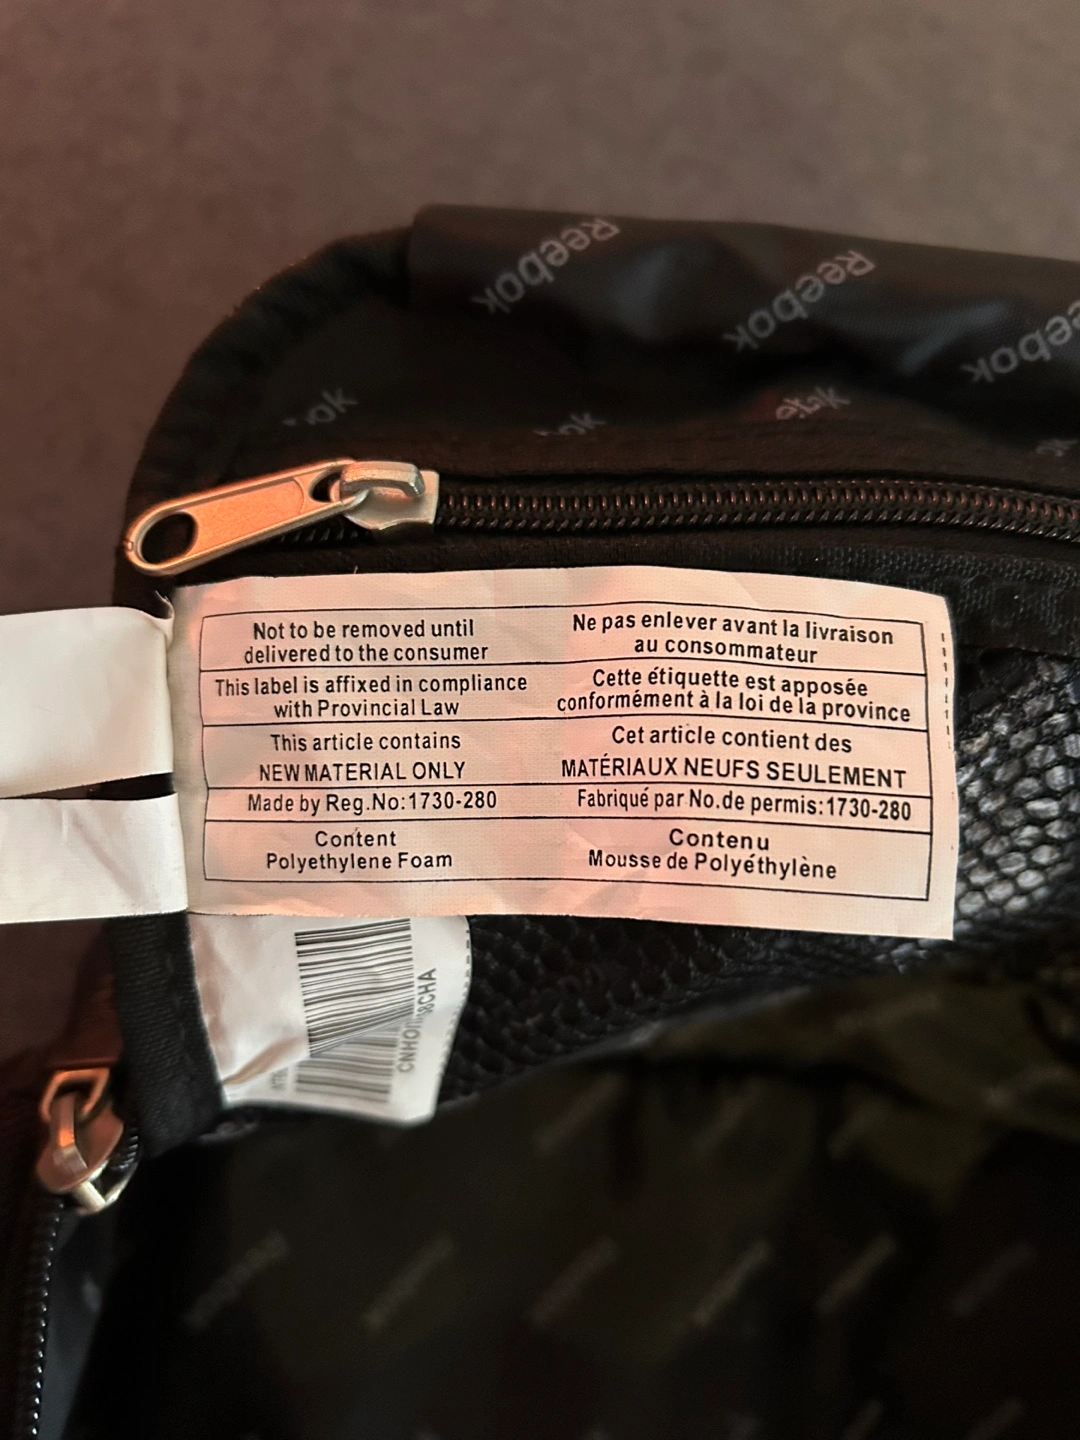 Reebok
Reebok
Not to be removed until
delivered to the consumer
This label is affixed in compliance
with Provincial Law
This article contains
NEW MATERIAL ONLY
Made by Reg.No:1730-280
Content
Polyethylene Foam
Ne pas enlever avant la livraison
au consommateur
Cette étiquette est apposée
conformément à la loi de la province
Cet article contient des
MATÉRIAUX NEUFS SEULEMENT
Fabriqué par No.de permis:1730-280
Contenu
Mousse de Polyéthylène